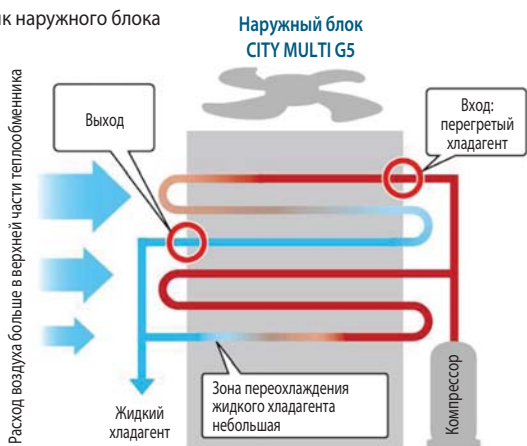 ик наружного блока
Наружный блок
CITY MULTI G5
Расход воздуха больше в верхней части теплообменника
Выход
Вход:
перегретый
хладагент
Зона переохлаждения
жидкого хладагента
небольшая
Жидкий
хладагент
Компрессор